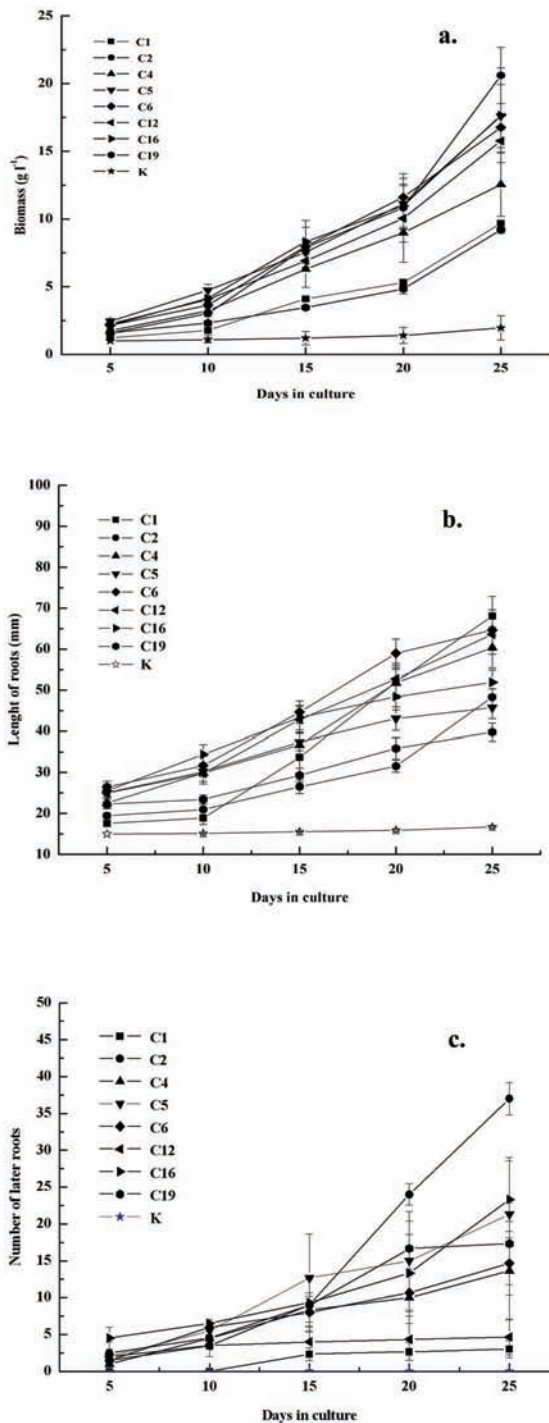 a.
C1
C2
C4
C5
C6
C12
C16
C19
K
Biomass (g l⁻¹)
25
20
15
10
5
0
5 10 15 20 25
Days in culture
b.
C1
C2
C4
C5
C6
C12
C16
C19
K
Lenght of roots (mm)
100
90
80
70
60
50
40
30
20
10
5 10 15 20 25
Days in culture
c.
C1
C2
C4
C5
C6
C12
C16
C19
K
Number of later roots
50
45
40
35
30
25
20
15
10
5
0
5 10 15 20 25
Days in culture